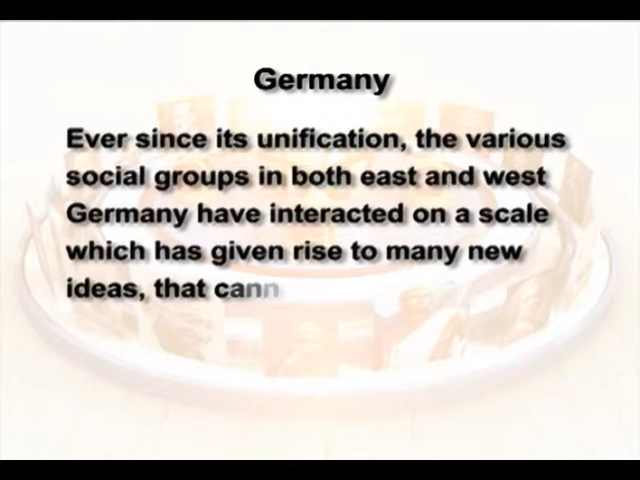 Germany
Ever since its unification, the various
social groups in both east and west
Germany have interacted on a scale
which has given rise to many new
ideas, that cann